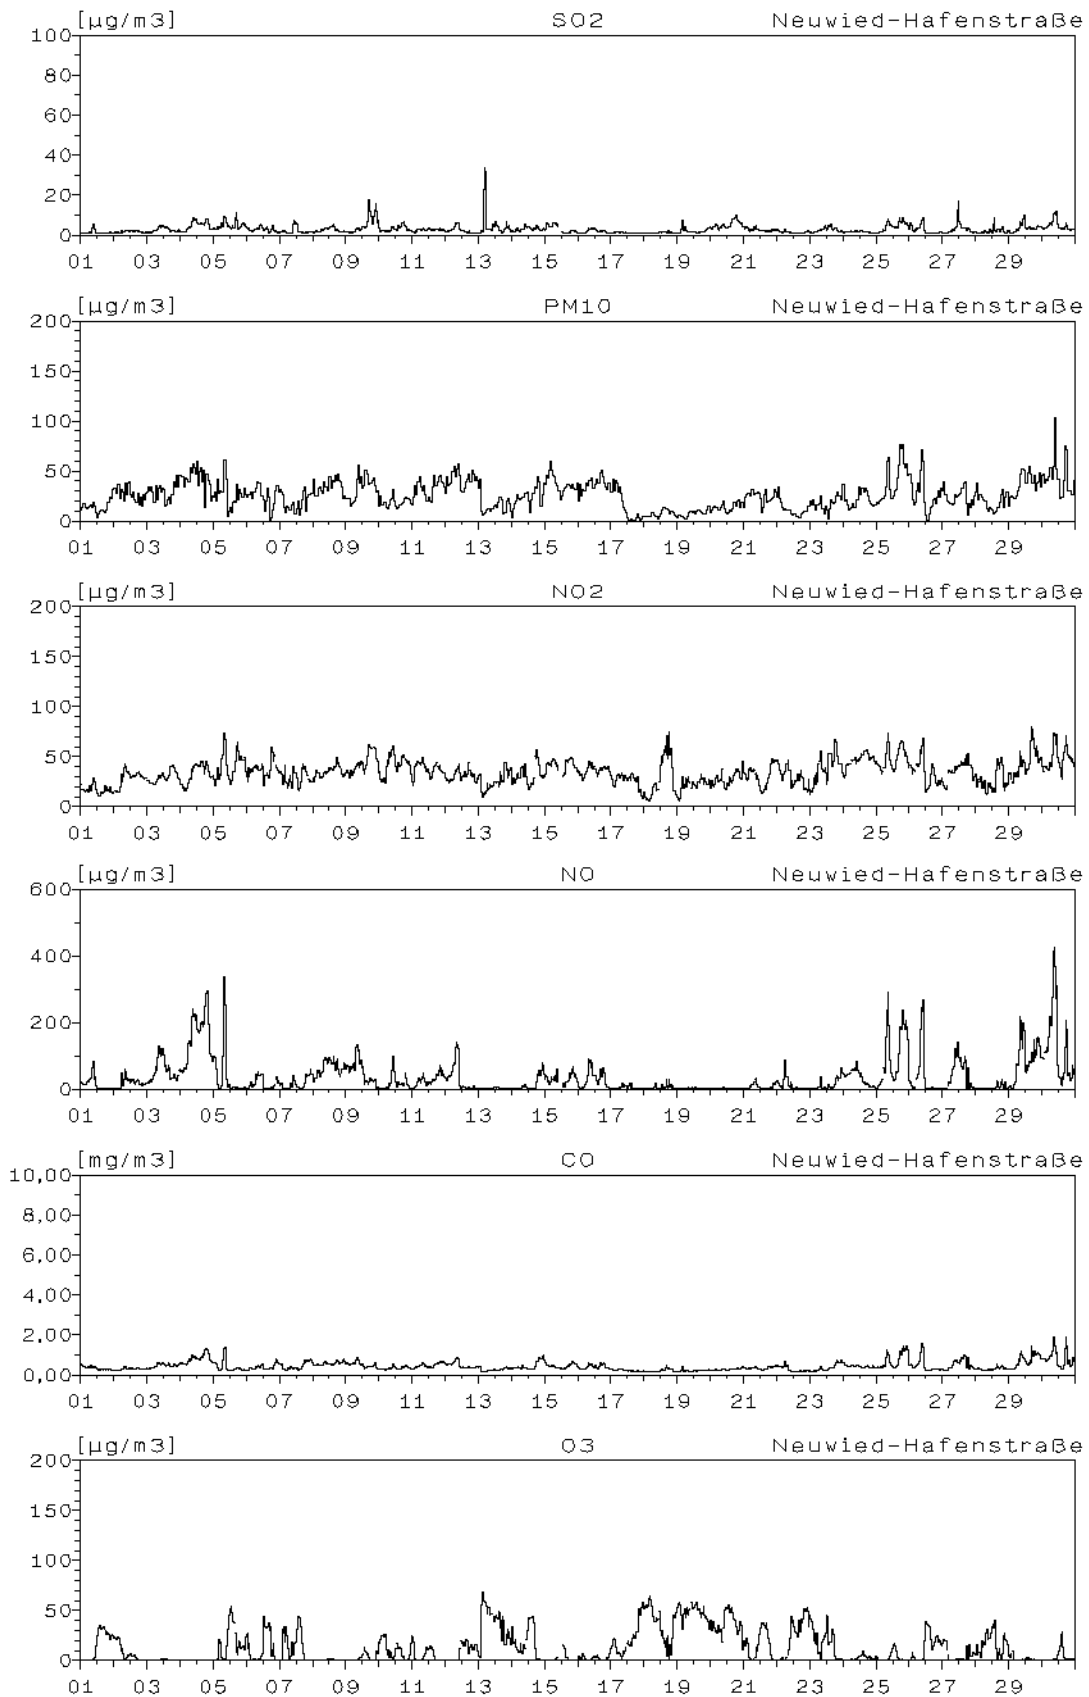 [µg/m3] SO2 Neuwied-Hafenstraße
100
80
60
40
20
0
01 03 05 07 09 11 13 15 17 19 21 23 25 27 29
[µg/m3] PM10 Neuwied-Hafenstraße
200
150
100
50
0
01 03 05 07 09 11 13 15 17 19 21 23 25 27 29
[µg/m3] NO2 Neuwied-Hafenstraße
200
150
100
50
0
01 03 05 07 09 11 13 15 17 19 21 23 25 27 29
[µg/m3] NO Neuwied-Hafenstraße
600
400
200
0
01 03 05 07 09 11 13 15 17 19 21 23 25 27 29
[mg/m3] CO Neuwied-Hafenstraße
10,00
8,00
6,00
4,00
2,00
0,00
01 03 05 07 09 11 13 15 17 19 21 23 25 27 29
[µg/m3] O3 Neuwied-Hafenstraße
200
150
100
50
0
01 03 05 07 09 11 13 15 17 19 21 23 25 27 29